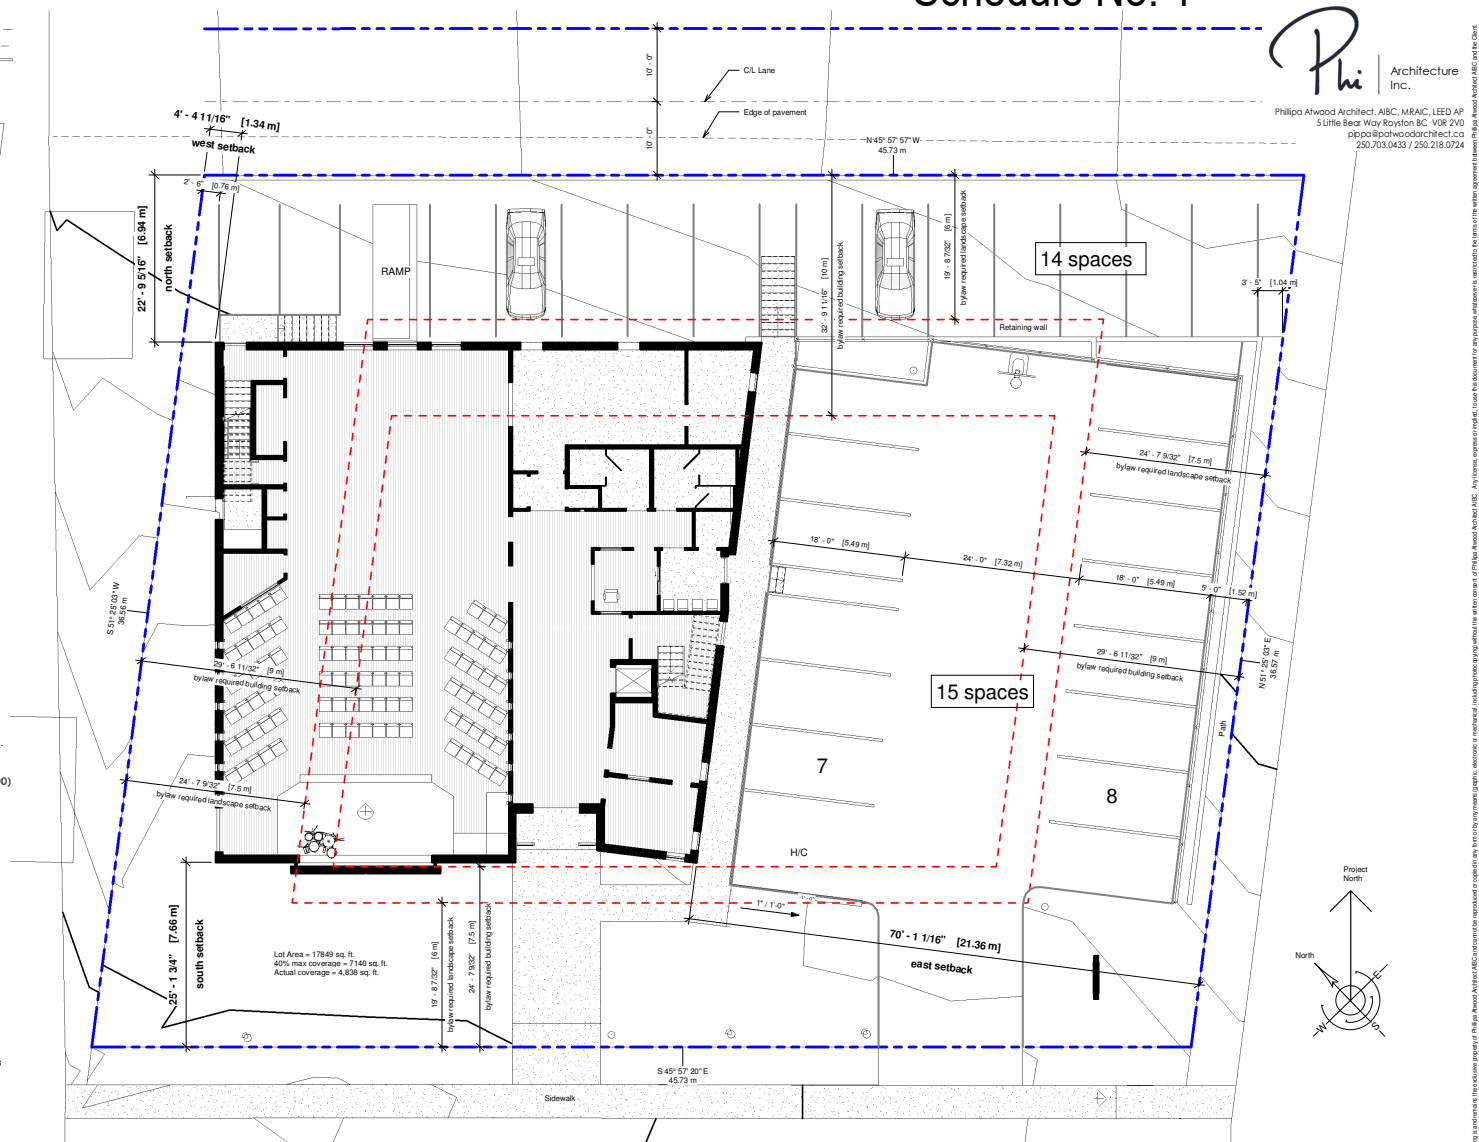 Phi
Architecture
Inc.
Phillipa Atwood Architect. AIBC, MRAIC, LEED AP
5 Little Bear Way Royston BC V0R 2V0
pippa@patwoodarchitect.ca
250.703.0433 / 250.218.0724
10' - 0"
C/L Lane
Edge of pavement
10' - 0"
4' - 4 11/16" [1.34 m]
west setback
N 45° 57' 57" W
45.73 m
2' - 6" [0.76 m]
22' - 9 5/16" [6.94 m]
north setback
RAMP
32' - 9 11/16" [10 m]
bylaw required building setback
19' - 8 7/32" [6 m]
bylaw required landscape setback
14 spaces
3' - 5" [1.04 m]
Retaining wall
24' - 7 9/32" [7.5 m]
bylaw required landscape setback
18' - 0" [5.49 m]
24' - 0" [7.32 m]
18' - 0" [5.49 m]
5' - 0" [1.52 m]
S 51° 25' 03" W
36.56 m
29' - 6 11/32" [9 m]
bylaw required building setback
29' - 6 11/32" [9 m]
bylaw required building setback
N 51° 25' 03" E
36.57 m
15 spaces
Path
7
8
24' - 7 9/32" [7.5 m]
bylaw required landscape setback
H/C
1" / 1'-0"
25' - 1 3/4" [7.66 m]
south setback
Lot Area = 17849 sq. ft.
40% max coverage = 7140 sq. ft.
Actual coverage = 4,838 sq. ft.
19' - 8 7/32" [6 m]
bylaw required landscape setback
24' - 7 9/32" [7.5 m]
bylaw required building setback
70' - 1 1/16" [21.36 m]
east setback
Project
North
North
N
E
S
W
S 45° 57' 20" E
45.73 m
Sidewalk